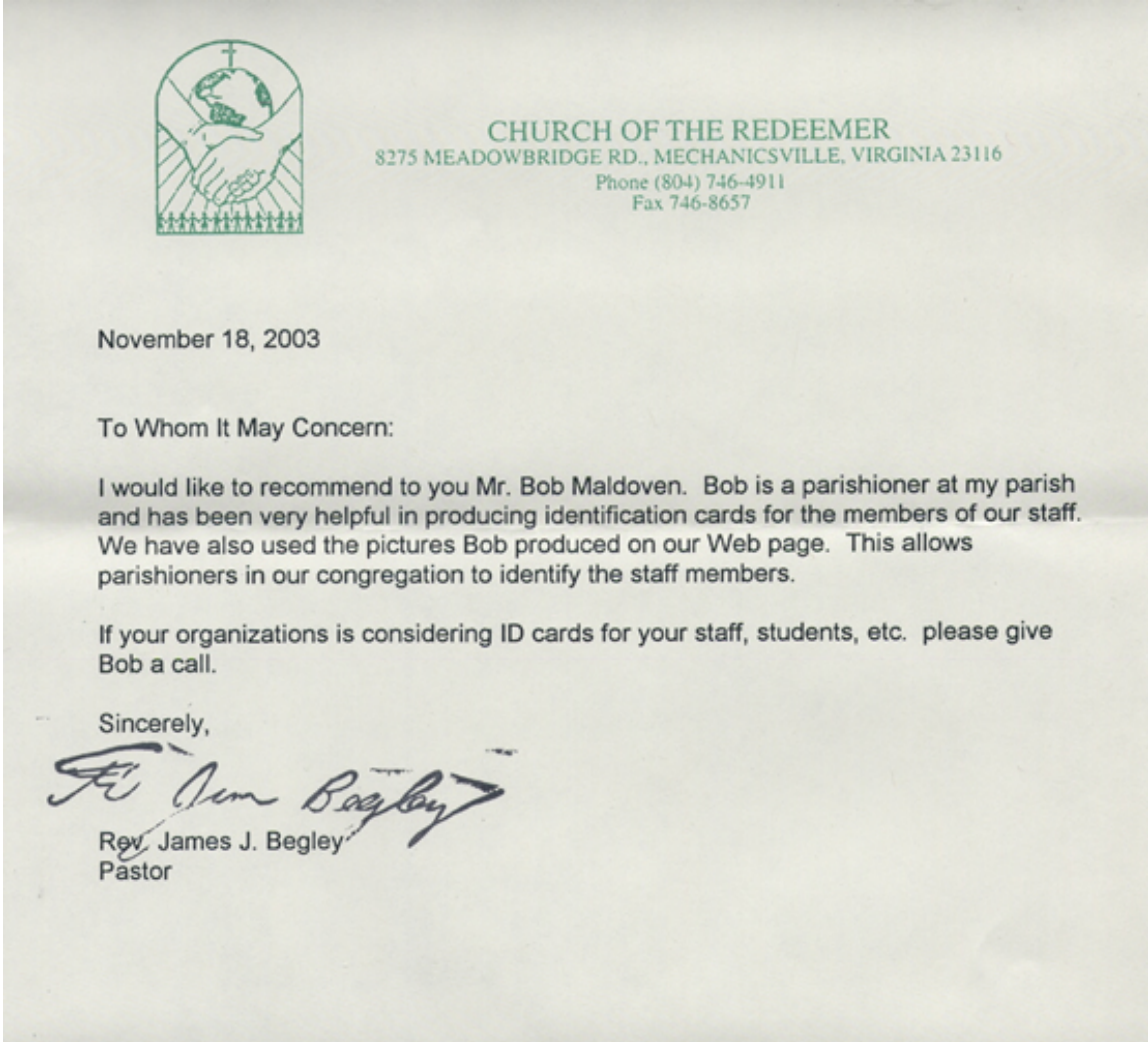 CHURCH OF THE REDEEMER
8275 MEADOWBRIDGE RD., MECHANICSVILLE, VIRGINIA 23116
Phone (804) 746-4911
Fax 746-8657
November 18, 2003
To Whom It May Concern:
I would like to recommend to you Mr. Bob Maldoven.  Bob is a parishioner at my parish
and has been very helpful in producing identification cards for the members of our staff.
We have also used the pictures Bob produced on our Web page.  This allows
parishioners in our congregation to identify the staff members.
If your organizations is considering ID cards for your staff, students, etc.  please give
Bob a call.
Sincerely,
Fr Jim Begley
Rev. James J. Begley
Pastor